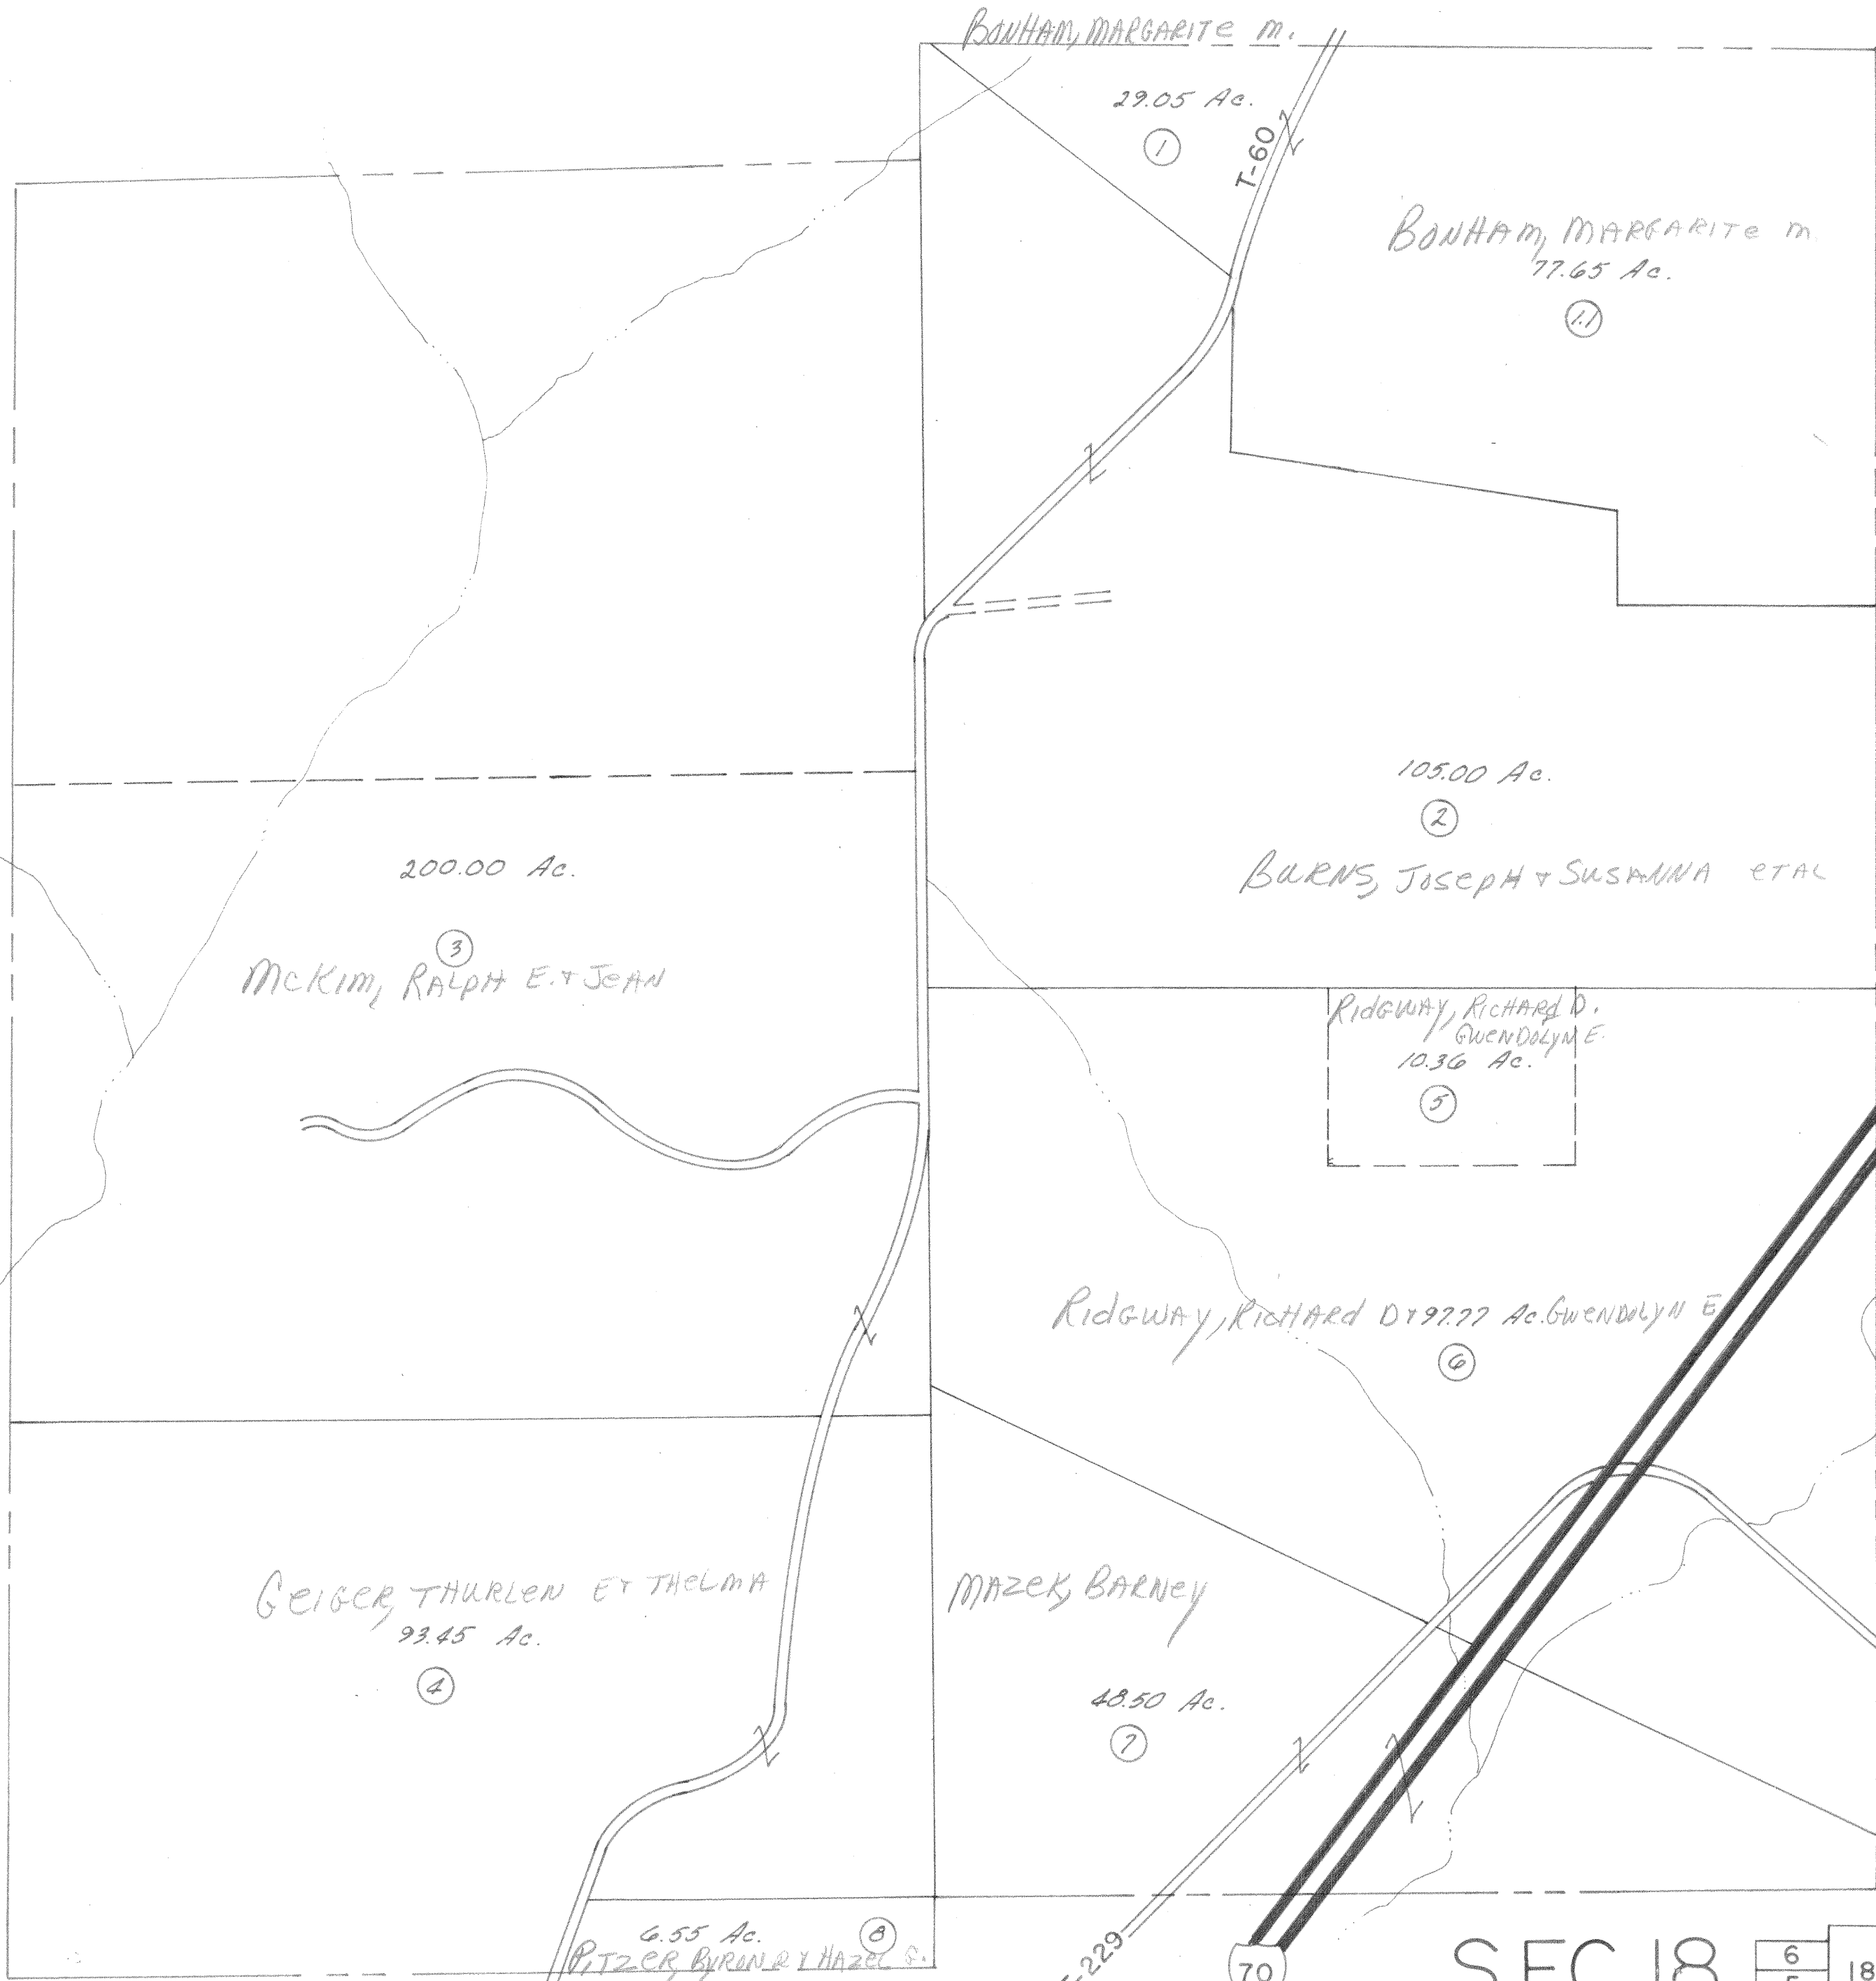 BONHAM, MARGARITE M.
29.05 Ac.
1
T-60
BONHAM, MARGARITE M
77.65 Ac.
1.1
105.00 Ac.
2
BURNS, JOSEPH & SUSANNA ETAL
200.00 Ac.
3
McKIM, RALPH E. & JEAN
RIDGWAY, RICHARD D.
GWENDOLYN E.
10.36 Ac.
5
RIDGWAY, RICHARD D & 97.77 Ac. GWENDOLYN E
6
GEIGER, THURLEN E & THELMA
93.45 Ac.
4
MAZEK, BARNEY
48.50 Ac.
7
6.55 Ac.
8
PITZER, BYRON R & HAZEL G.
-229
70
SEC 18
6
18